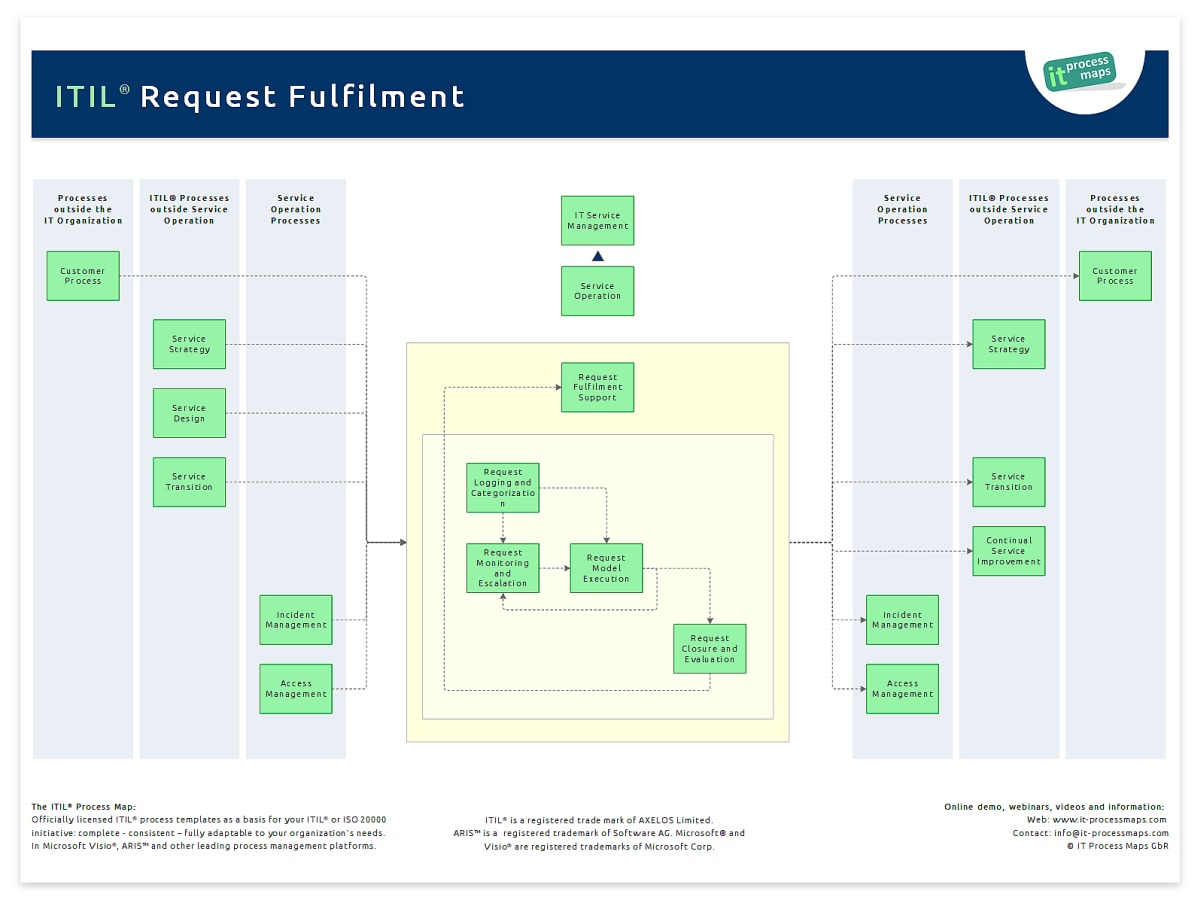 it process
maps
ITIL® Request Fulfilment
Processes
outside the
IT Organization
ITIL® Processes
outside Service
Operation
Service
Operation
Processes
Service
Operation
Processes
ITIL® Processes
outside Service
Operation
Processes
outside the
IT Organization
IT Service
Management
Service
Operation
Customer
Process
Service
Strategy
Service
Design
Service
Transition
Incident
Management
Access
Management
Request
Fulfilment
Support
Request
Logging and
Categorizatio
n
Request
Monitoring
and
Escalation
Request
Model
Execution
Request
Closure and
Evaluation
Customer
Process
Service
Strategy
Service
Transition
Continual
Service
Improvement
Incident
Management
Access
Management
The ITIL® Process Map:
Officially licensed ITIL® process templates as a basis for your ITIL® or ISO 20000
initiative: complete - consistent – fully adaptable to your organization`s needs.
In Microsoft Visio®, ARIS™ and other leading process management platforms.
ITIL® is a registered trade mark of AXELOS Limited.
ARIS™ is a registered trademark of Software AG. Microsoft® and
Visio® are registered trademarks of Microsoft Corp.
Online demo, webinars, videos and information:
Web: www.it-processmaps.com
Contact: info@it-processmaps.com
© IT Process Maps GbR